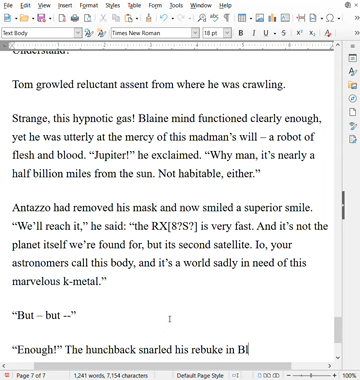 File Edit View Insert Format Styles Table Form Tools Window Help
Text Body Times New Roman 18 pt
Understand?
Tom growled reluctant assent from where he was crawling.
Strange, this hypnotic gas! Blaine mind functioned clearly enough,
yet he was utterly at the mercy of this madman’s will – a robot of
flesh and blood. “Jupiter!” he exclaimed. “Why man, it’s nearly a
half billion miles from the sun. Not habitable, either.”
Antazzo had removed his mask and now smiled a superior smile.
“We’ll reach it,” he said: “the RX[8?S?] is very fast. And it’s not the
planet itself we’re found for, but its second satellite. Io, your
astronomers call this body, and it’s a world sadly in need of this
marvelous k-metal.”
“But – but --”
“Enough!” The hunchback snarled his rebuke in Bl
Page 7 of 7 1,241 words, 7,154 characters Default Page Style